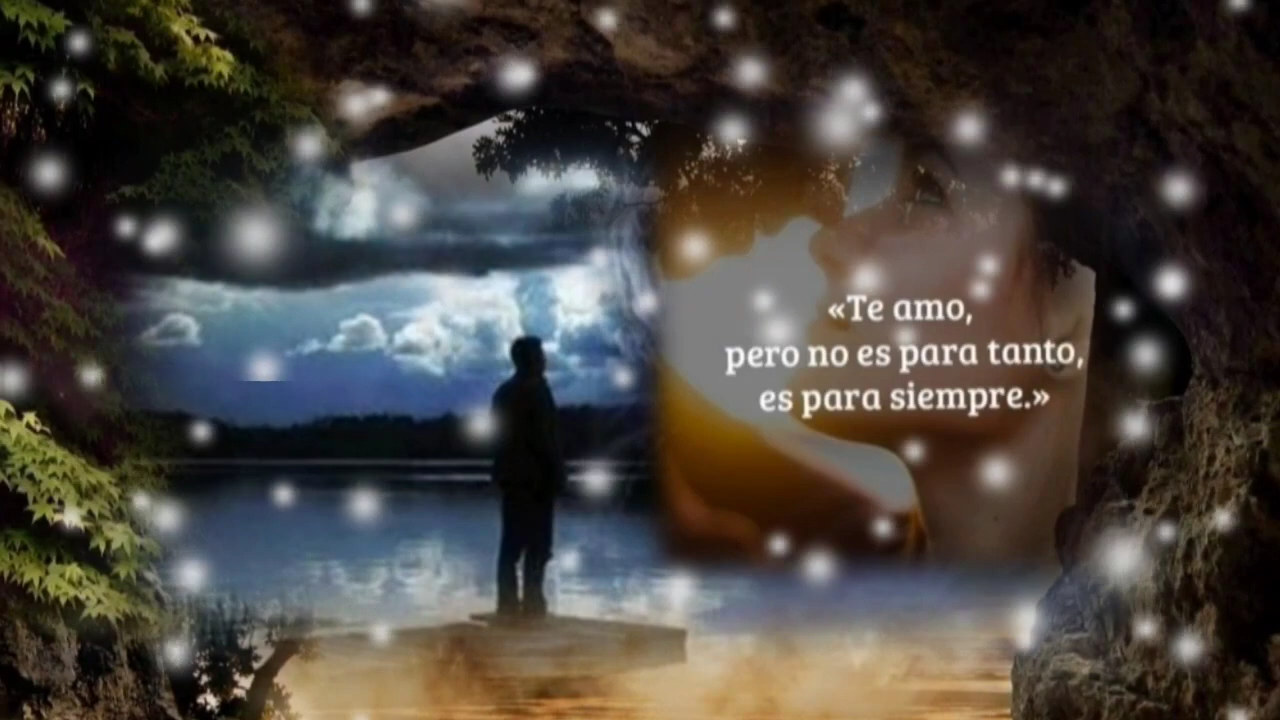 «Te amo,
pero no es para tanto,
es para siempre.»